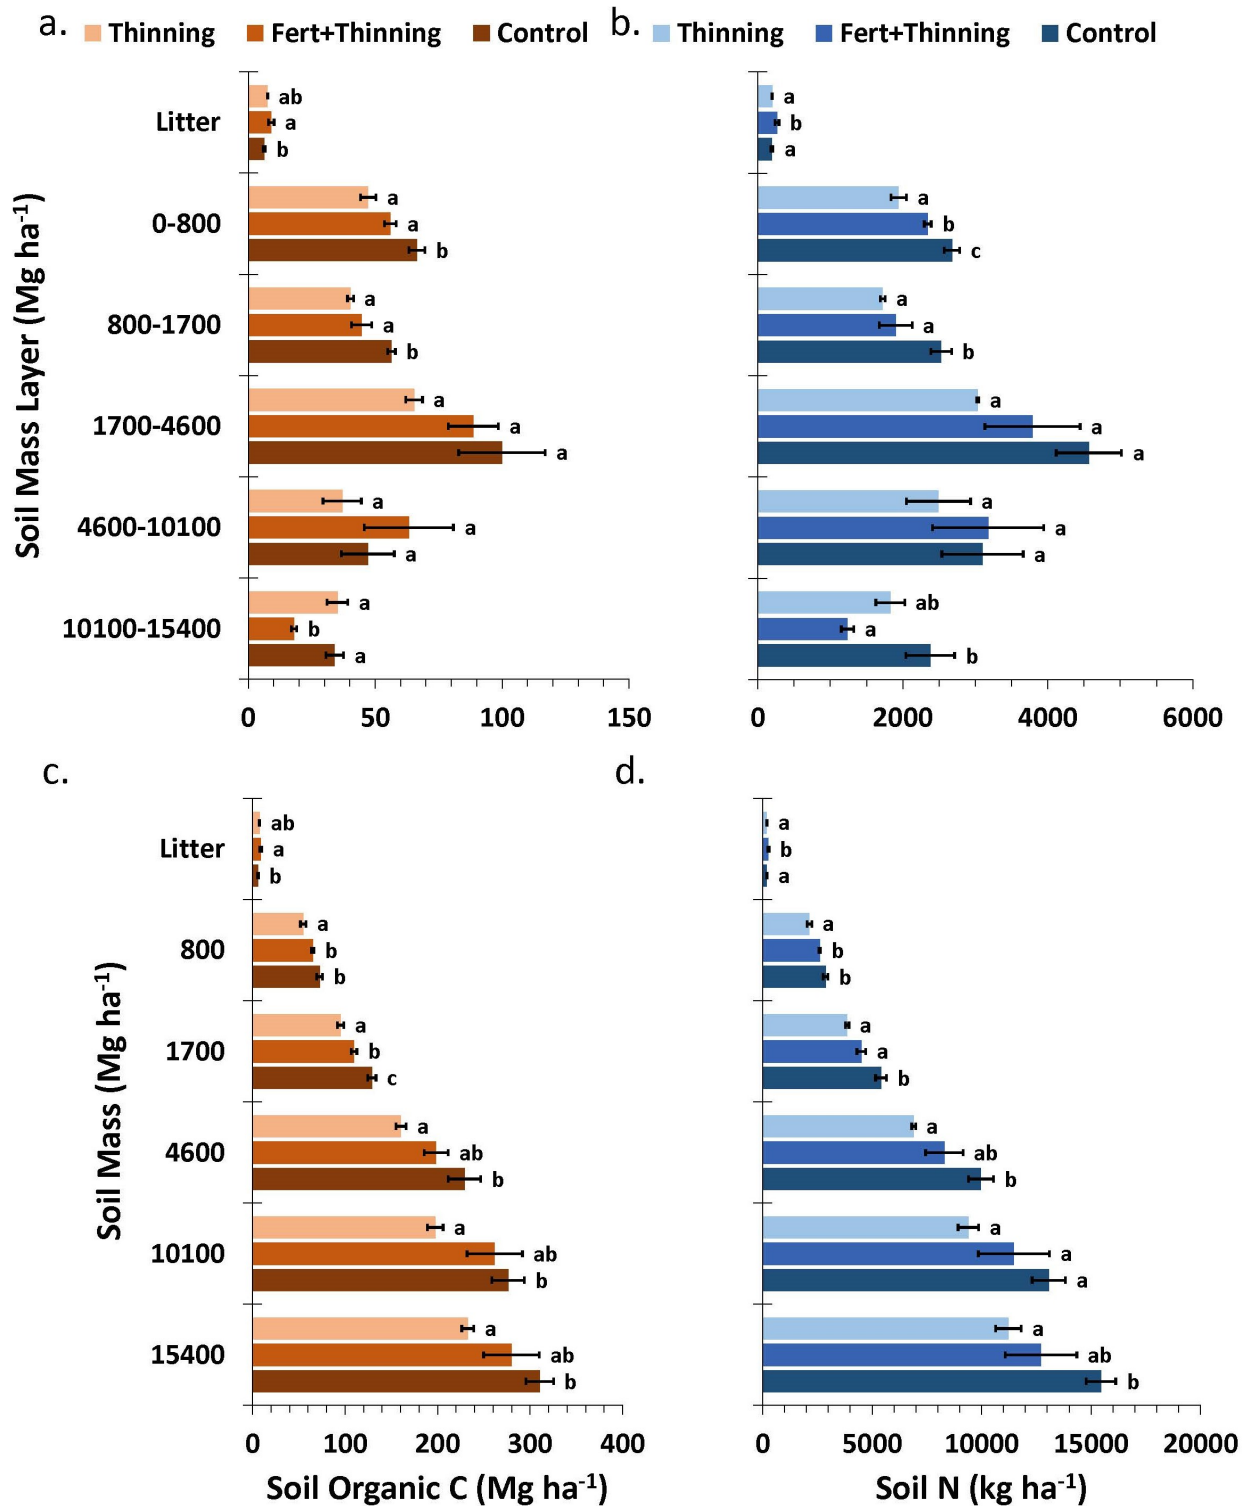 a. Thinning Fert+Thinning Control
b. Thinning Fert+Thinning Control
Soil Mass Layer (Mg ha⁻¹)
Litter
ab
a
b
a
b
a
0-800
a
a
b
a
b
c
800-1700
a
a
b
a
a
b
1700-4600
a
a
a
a
a
a
4600-10100
a
a
a
a
a
a
10100-15400
a
b
a
ab
a
b
0 50 100 150
0 2000 4000 6000
c.
d.
Soil Mass (Mg ha⁻¹)
Litter
ab
a
b
a
b
a
800
a
b
b
a
b
b
1700
a
b
c
a
a
b
4600
a
ab
b
a
ab
b
10100
a
ab
b
a
a
a
15400
a
ab
b
a
ab
b
0 100 200 300 400
0 5000 10000 15000 20000
Soil Organic C (Mg ha⁻¹)
Soil N (kg ha⁻¹)